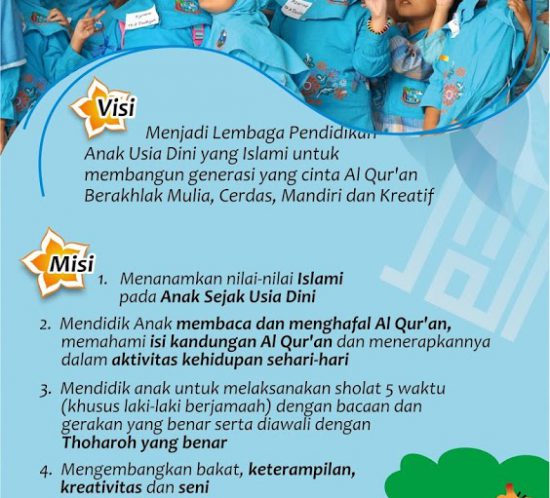 Visi
Menjadi Lembaga Pendidikan
Anak Usia Dini yang Islami untuk
membangun generasi yang cinta Al Qur'an
Berakhlak Mulia, Cerdas, Mandiri dan Kreatif
Misi
1. Menanamkan nilai-nilai Islami
pada Anak Sejak Usia Dini
2. Mendidik Anak membaca dan menghafal Al Qur'an,
memahami isi kandungan Al Qur'an dan menerapkannya
dalam aktivitas kehidupan sehari-hari
3. Mendidik anak untuk melaksanakan sholat 5 waktu
(khusus laki-laki berjamaah) dengan bacaan dan
gerakan yang benar serta diawali dengan
Thoharoh yang benar
4. Mengembangkan bakat, keterampilan,
kreativitas dan seni